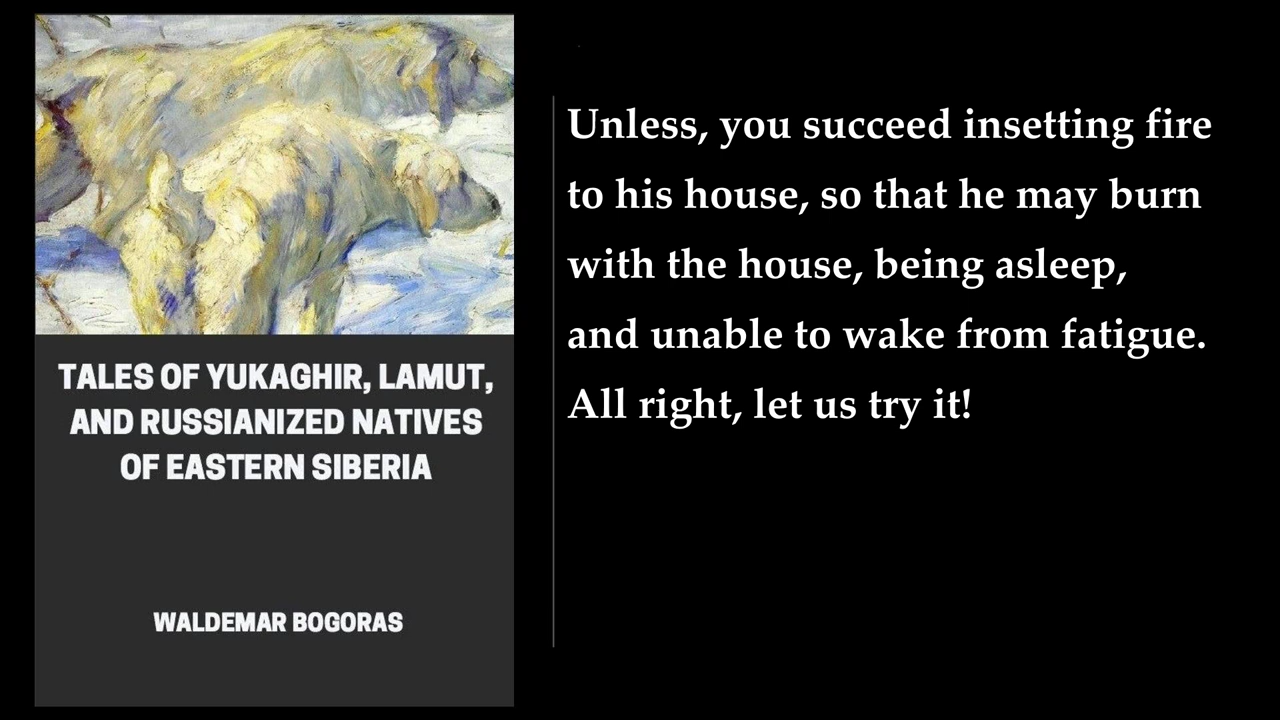 TALES OF YUKAGHIR, LAMUT,
AND RUSSIANIZED NATIVES
OF EASTERN SIBERIA
WALDEMAR BOGORAS
Unless, you succeed insetting fire
to his house, so that he may burn
with the house, being asleep,
and unable to wake from fatigue.
All right, let us try it!